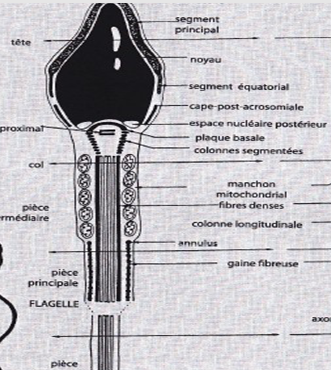 segment
principal
tête
noyau
segment équatorial
cape-post-acrosomiale
espace nucléaire postérieur
proximal
plaque basale
colonnes segmentées
col
manchon
mitochondrial
pièce
rmédiaire
fibres denses
colonne longitudinale
annulus
gaine fibreuse
pièce
principale
FLAGELLE
axo
pièce